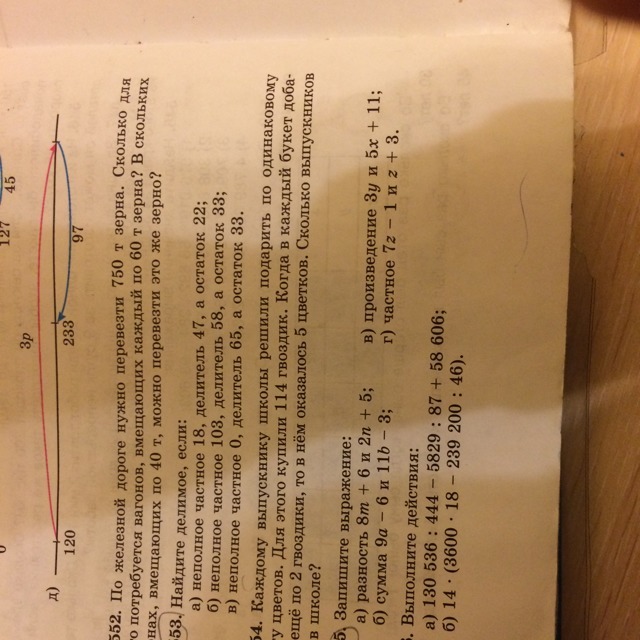 0 127 45
д) 3p
120 233 97
552. По железной дороге нужно перевезти 750 т зерна. Сколько для
потребуется вагонов, вмещающих каждый по 60 т зерна? В скольких
вмещающих по 40 т, можно перевезти это же зерно?
53. Найдите делимое, если:
а) неполное частное 18, делитель 47, а остаток 22;
б) неполное частное 103, делитель 58, а остаток 33;
в) неполное частное 0, делитель 65, а остаток 33.
54. Каждому выпускнику школы решили подарить по одинаковому
цветов. Для этого купили 114 гвоздик. Когда в каждый букет доба-
ещё по 2 гвоздики, то в нём оказалось 5 цветков. Сколько выпускников
в школе?
5. Запишите выражение:
а) разность 8m + 6 и 2n + 5;
б) сумма 9a − 6 и 11b − 3;
в) произведение 3y и 5x + 11;
г) частное 7z − 1 и z + 3.
Выполните действия:
а) 130 536 : 444 − 5829 : 87 + 58 606;
б) 14 · (3600 · 18 − 239 200 : 46).